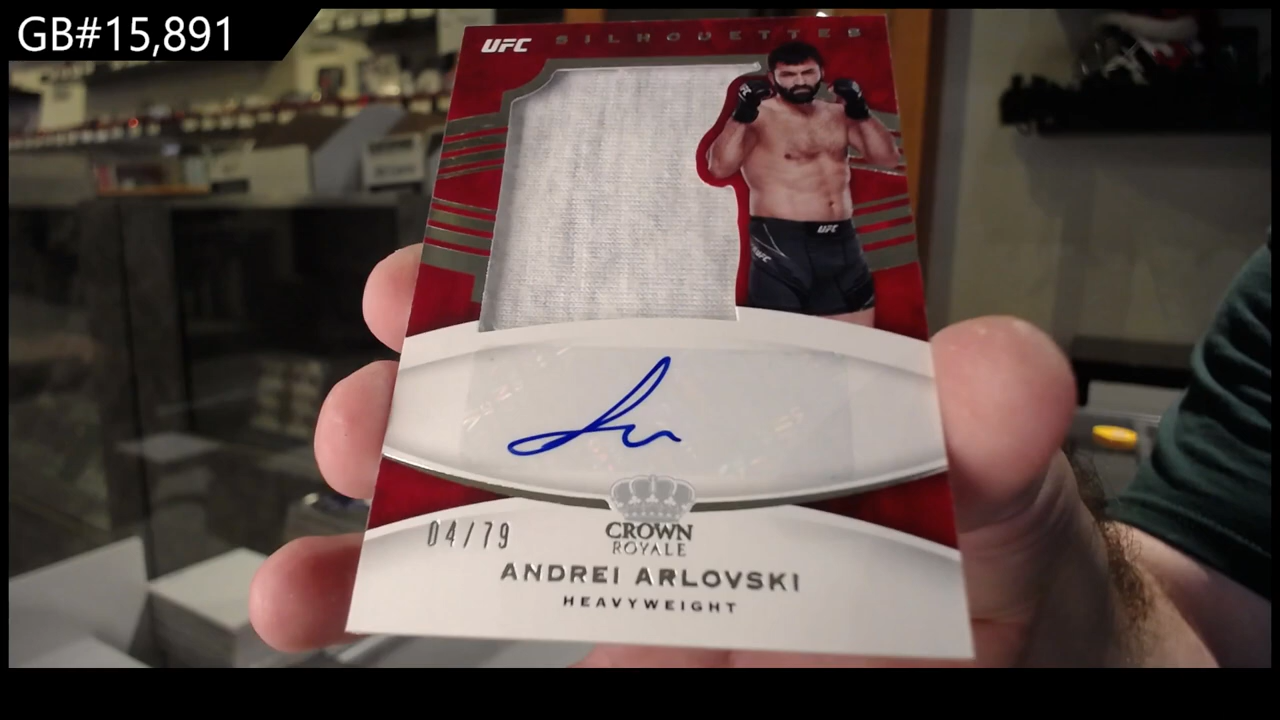 GB#15,891
UFC SILHOUETTES
UFC
04/79
CROWN
ROYALE
ANDREI ARLOVSKI
HEAVYWEIGHT